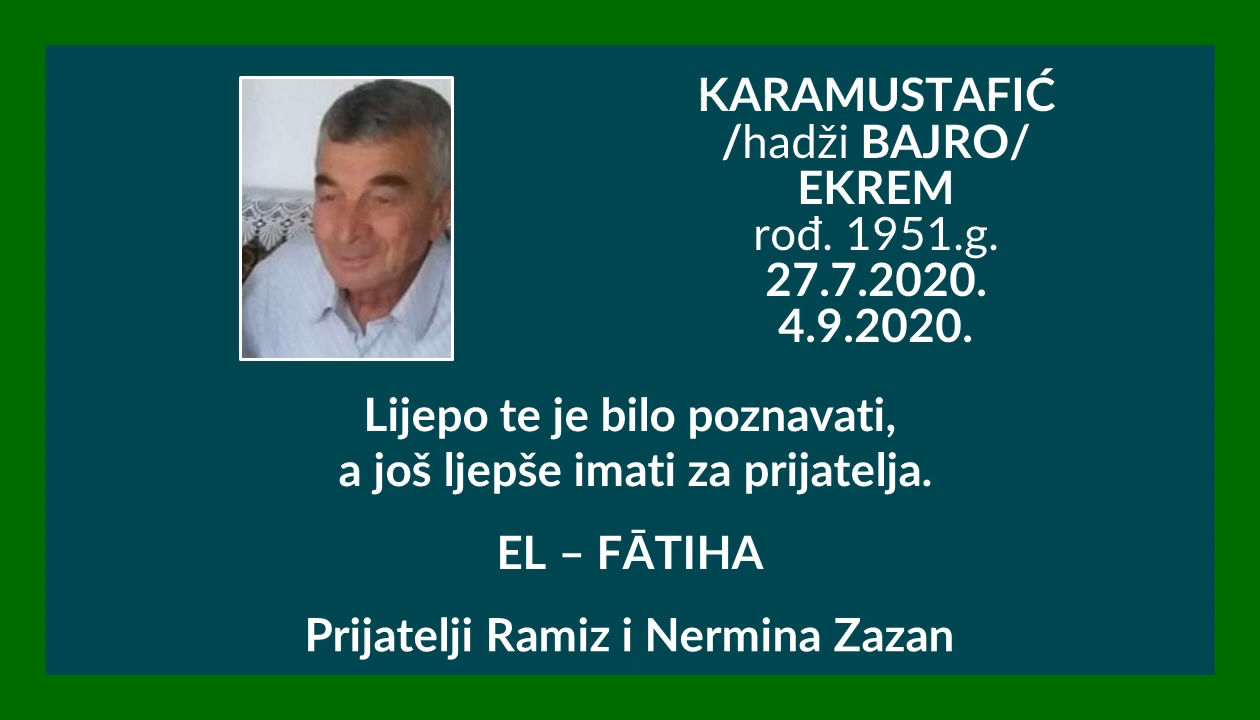 KARAMUSTAFIĆ
/hadži BAJRO/
EKREM
rođ. 1951.g.
27.7.2020.
4.9.2020.
Lijepo te je bilo poznavati,
a još ljepše imati za prijatelja.
EL – FĀTIHA
Prijatelji Ramiz i Nermina Zazan